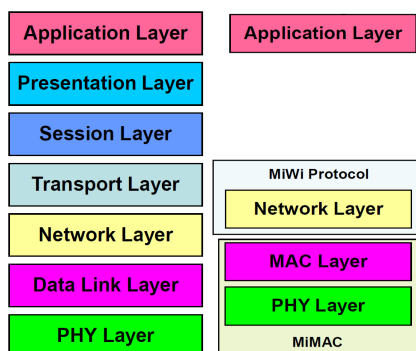 Application Layer
Presentation Layer
Session Layer
Transport Layer
Network Layer
Data Link Layer
PHY Layer
Application Layer
MiWi Protocol
Network Layer
MAC Layer
PHY Layer
MiMAC